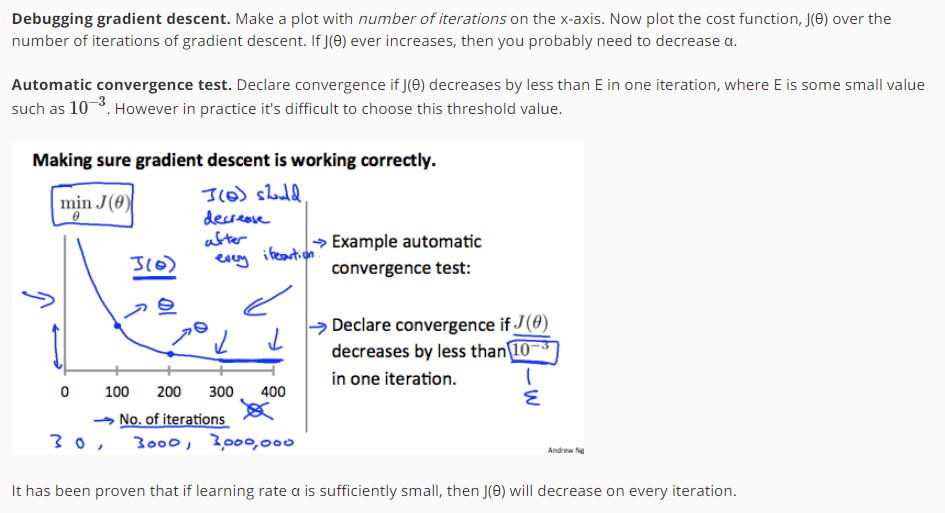 Debugging gradient descent. Make a plot with number of iterations on the x-axis. Now plot the cost function, J(θ) over the
number of iterations of gradient descent. If J(θ) ever increases, then you probably need to decrease α.
Automatic convergence test. Declare convergence if J(θ) decreases by less than E in one iteration, where E is some small value
such as 10⁻³. However in practice it's difficult to choose this threshold value.
Making sure gradient descent is working correctly.
min J(θ)
θ
J(θ) should
decrease
after
every iteration.
J(θ)
θ
θ
→ Example automatic
convergence test:
→ Declare convergence if J(θ)
decreases by less than 10⁻³
in one iteration.
ε
0 100 200 300 400
→ No. of iterations
30, 3000, 3,000,000
Andrew Ng
It has been proven that if learning rate α is sufficiently small, then J(θ) will decrease on every iteration.